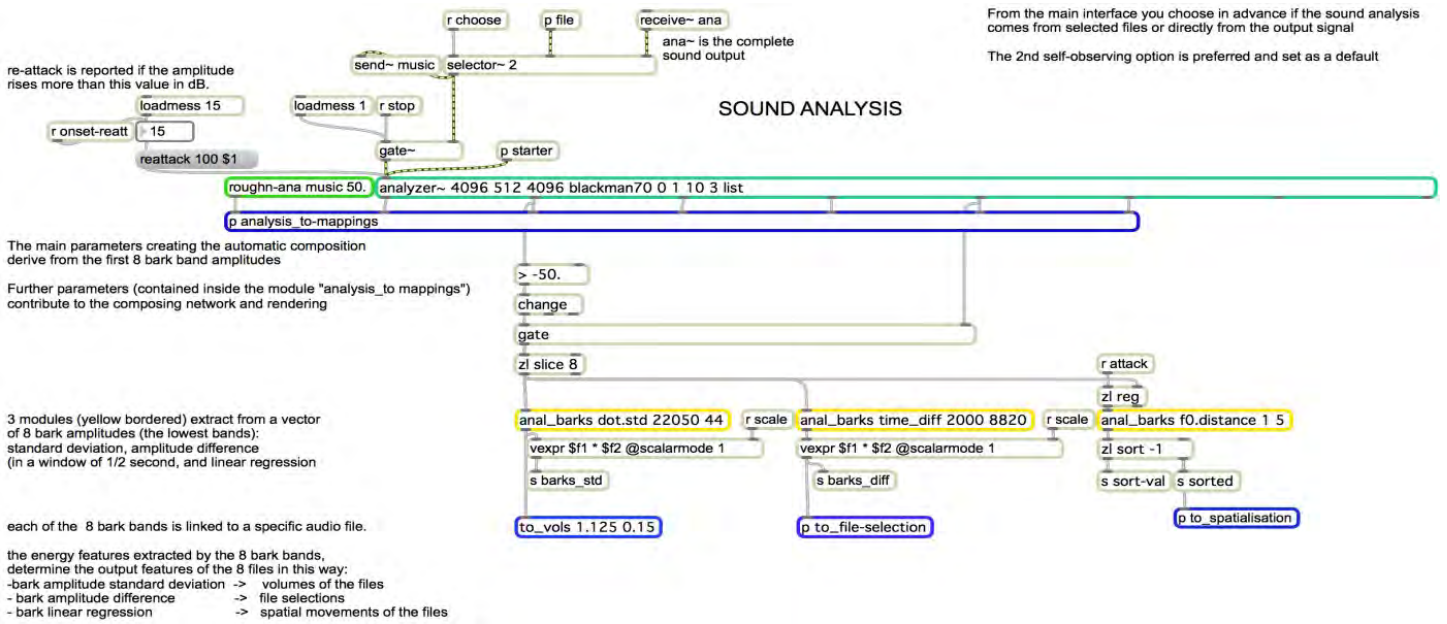 r choose
p file
receive~ ana
From the main interface you choose in advance if the sound analysis
comes from selected files or directly from the output signal
The 2nd self-observing option is preferred and set as a default
ana~ is the complete
sound output
send~ music
selector~ 2
re-attack is reported if the amplitude
rises more than this value in dB.
loadmess 15
loadmess 1
r stop
SOUND ANALYSIS
r onset-reatt
15
gate~
p starter
reattack 100 $1
roughn-ana music 50.
analyzer~ 4096 512 4096 blackman70 0 1 10 3 list
p analysis_to-mappings
The main parameters creating the automatic composition
derive from the first 8 bark band amplitudes
Further parameters (contained inside the module "analysis_to mappings")
contribute to the composing network and rendering
> -50.
change
gate
zl slice 8
r attack
zl reg
3 modules (yellow bordered) extract from a vector
of 8 bark amplitudes (the lowest bands):
standard deviation, amplitude difference
(in a window of 1/2 second, and linear regression
anal_barks dot.std 22050 44
r scale
anal_barks time_diff 2000 8820
r scale
anal_barks f0.distance 1 5
vexpr $f1 * $f2 @scalarmode 1
vexpr $f1 * $f2 @scalarmode 1
zl sort -1
s barks_std
s barks_diff
s sort-val
s sorted
each of the 8 bark bands is linked to a specific audio file.
to_vols 1.125 0.15
p to_file-selection
p to_spatialisation
the energy features extracted by the 8 bark bands,
determine the output features of the 8 files in this way:
-bark amplitude standard deviation -> volumes of the files
- bark amplitude difference -> file selections
- bark linear regression -> spatial movements of the files